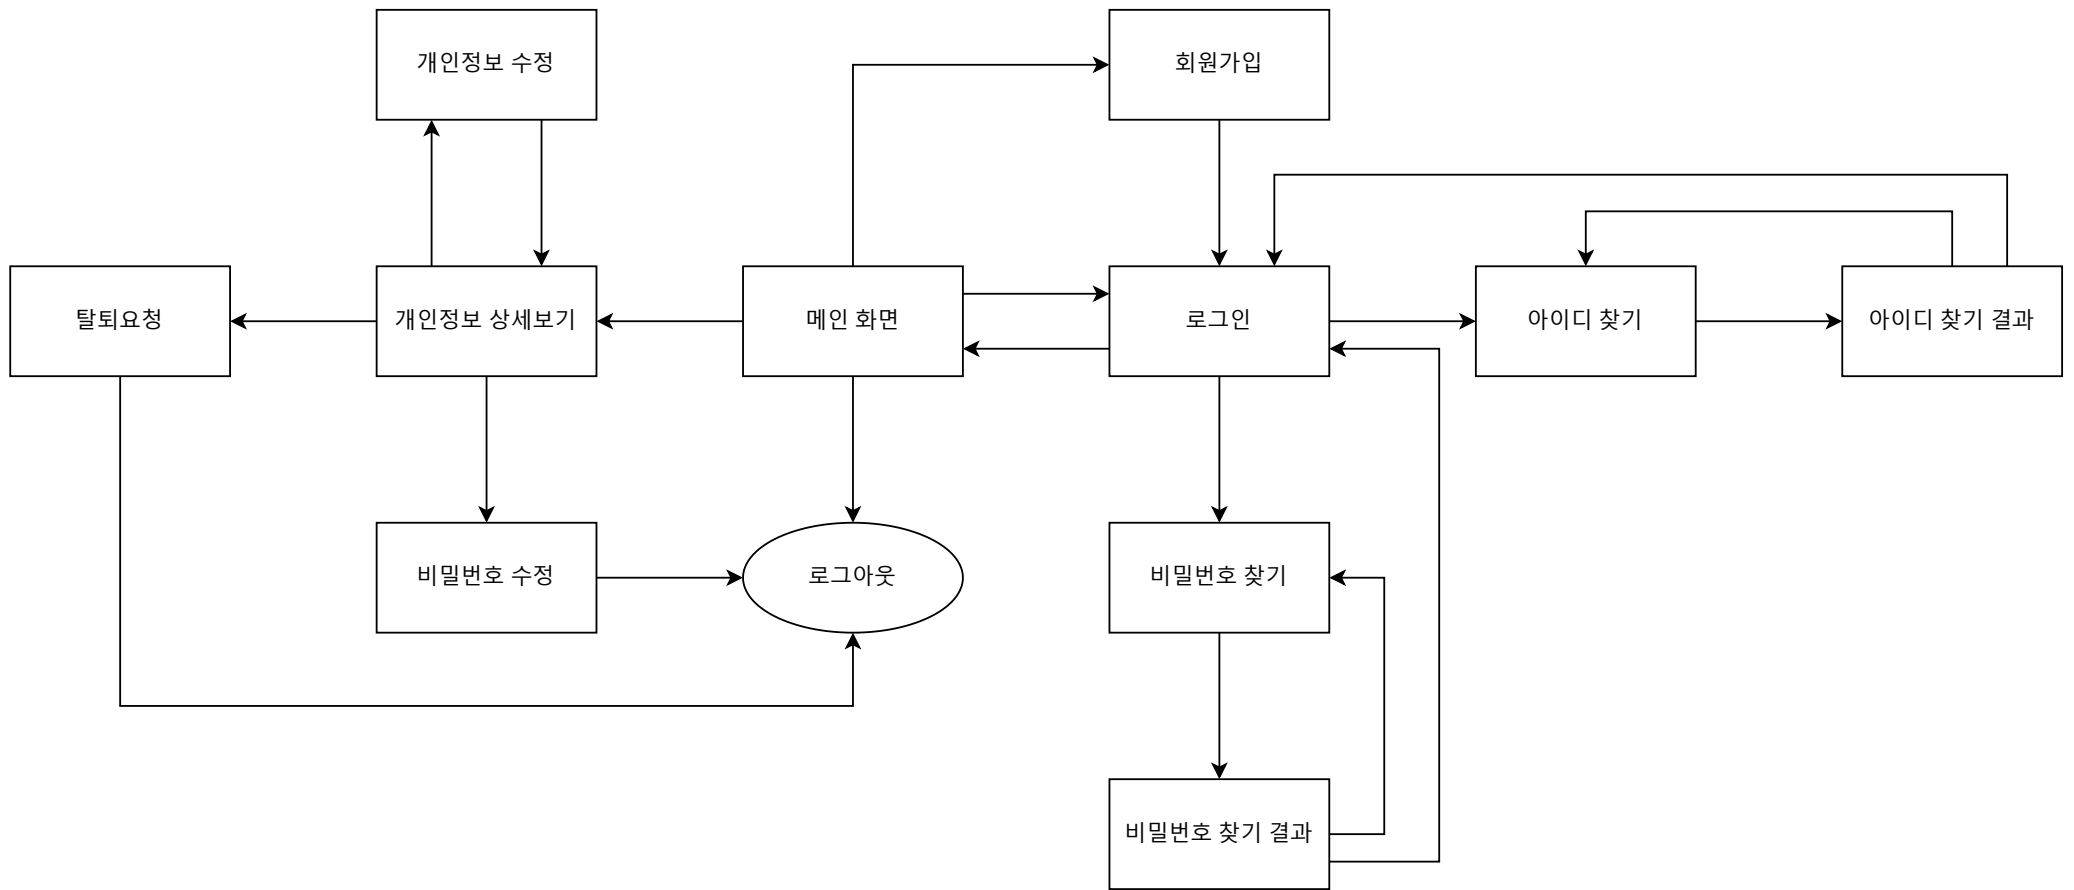 개인정보 수정
회원가입
탈퇴요청
개인정보 상세보기
메인 화면
로그인
아이디 찾기
아이디 찾기 결과
비밀번호 수정
로그아웃
비밀번호 찾기
비밀번호 찾기 결과